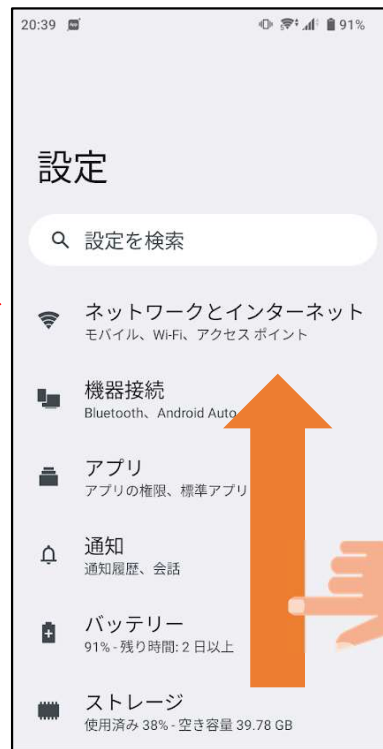 20:39
91%
設定
設定を検索
ネットワークとインターネット
モバイル、Wi-Fi、アクセス ポイント
機器接続
Bluetooth、Android Auto
アプリ
アプリの権限、標準アプリ
通知
通知履歴、会話
バッテリー
91% - 残り時間: 2 日以上
ストレージ
使用済み 38% - 空き容量 39.78 GB